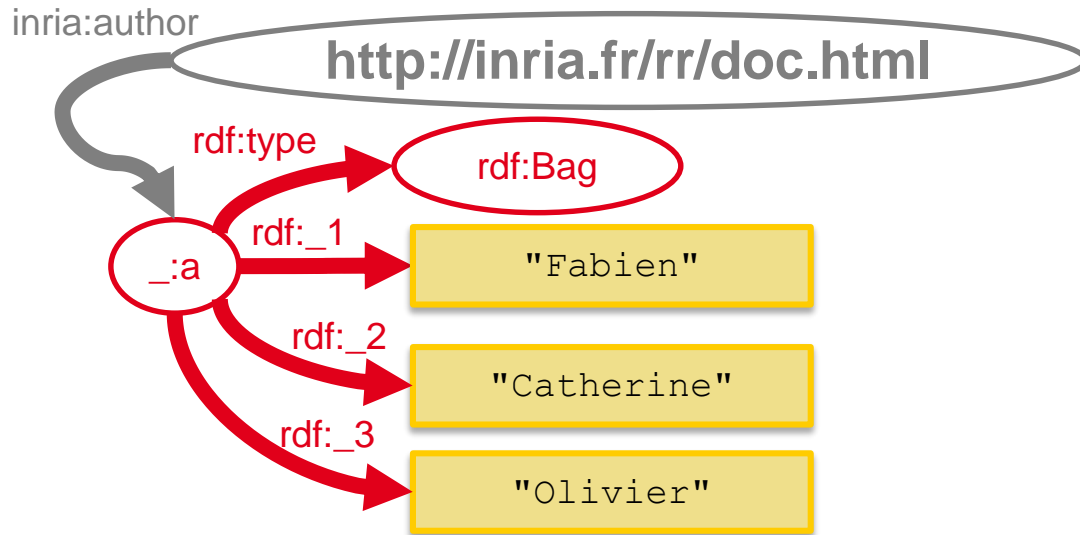 inria:author
http://inria.fr/rr/doc.html
rdf:type
rdf:Bag
_:a
rdf:_1
"Fabien"
rdf:_2
"Catherine"
rdf:_3
"Olivier"